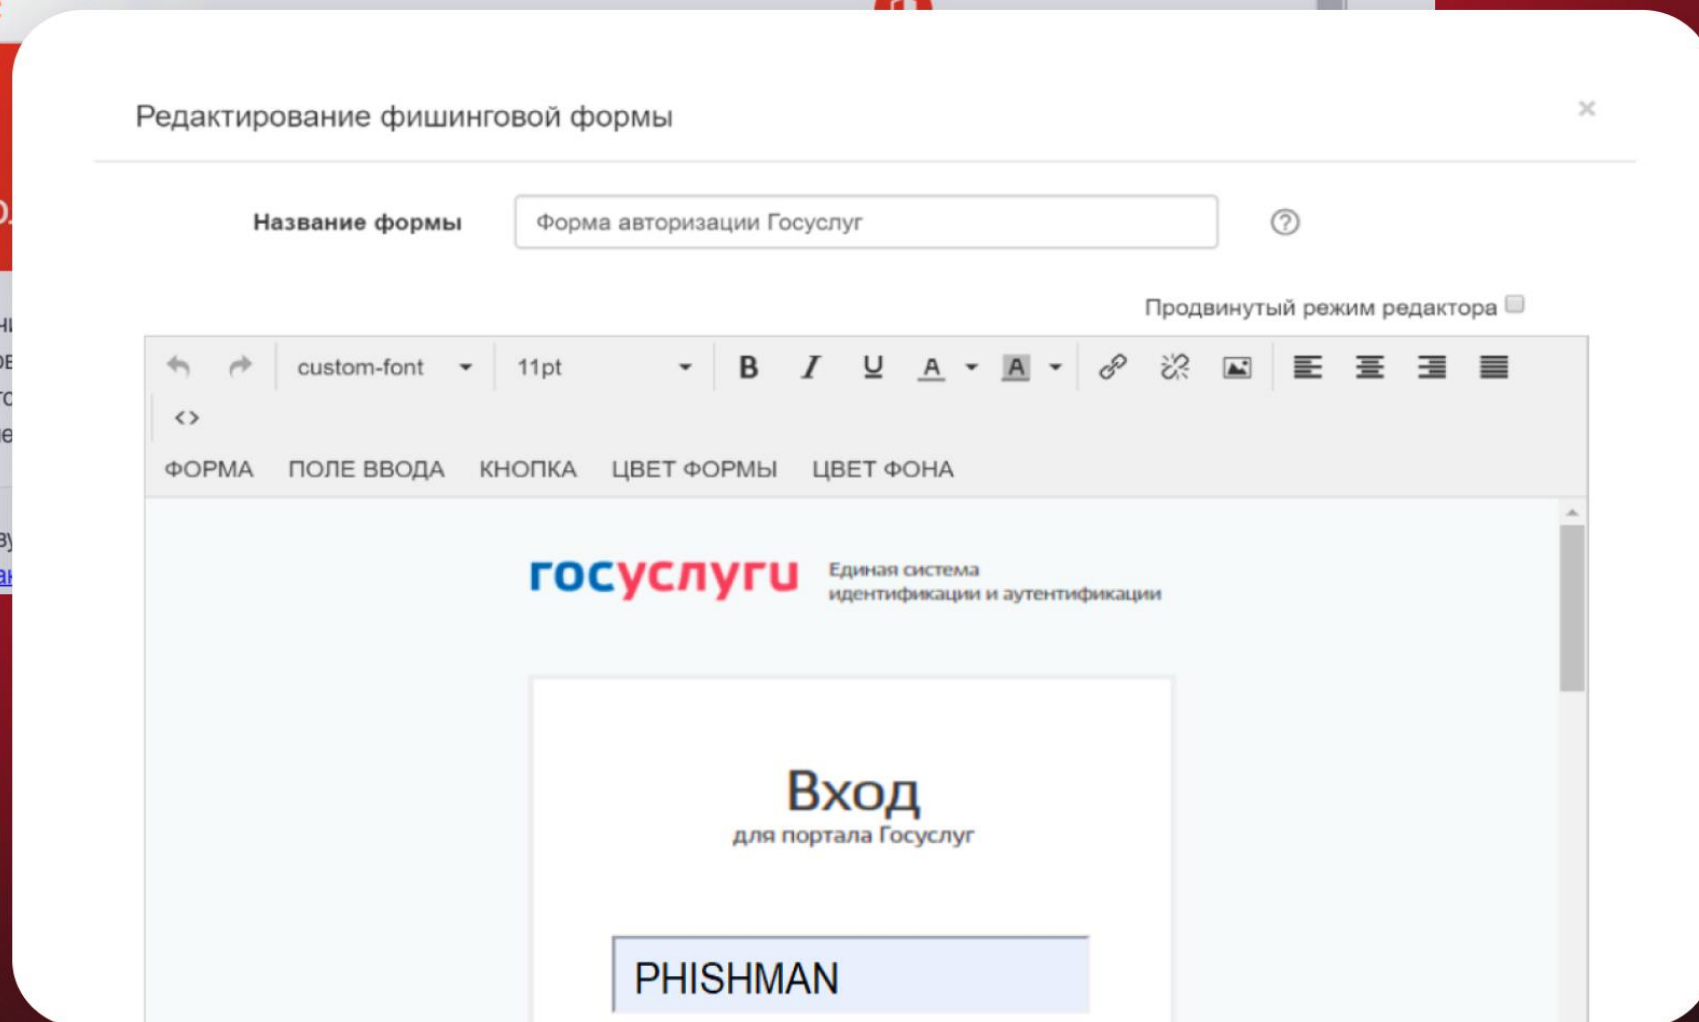 Редактирование фишинговой формы
×
Название формы
Форма авторизации Госуслуг
?
Продвинутый режим редактора
custom-font
11pt
B I U A A
<>
ФОРМА ПОЛЕ ВВОДА КНОПКА ЦВЕТ ФОРМЫ ЦВЕТ ФОНА
госуслуги
Единая система
идентификации и аутентификации
Вход
для портала Госуслуг
PHISHMAN